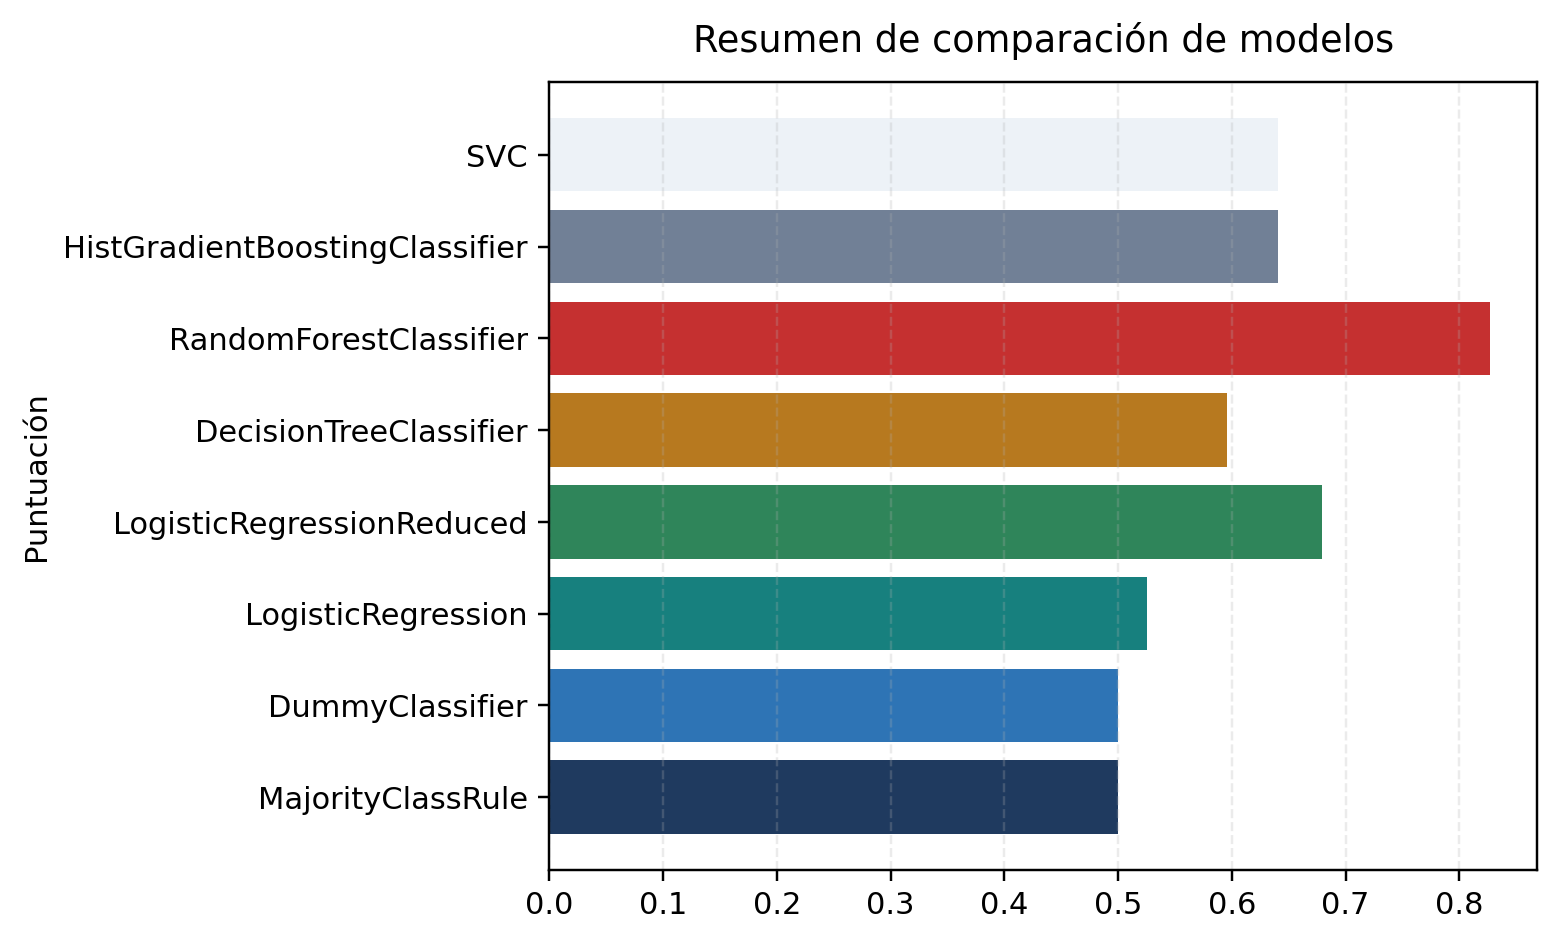 Resumen de comparación de modelos
SVC
HistGradientBoostingClassifier
RandomForestClassifier
DecisionTreeClassifier
LogisticRegressionReduced
LogisticRegression
DummyClassifier
MajorityClassRule
Puntuación
0.0 0.1 0.2 0.3 0.4 0.5 0.6 0.7 0.8